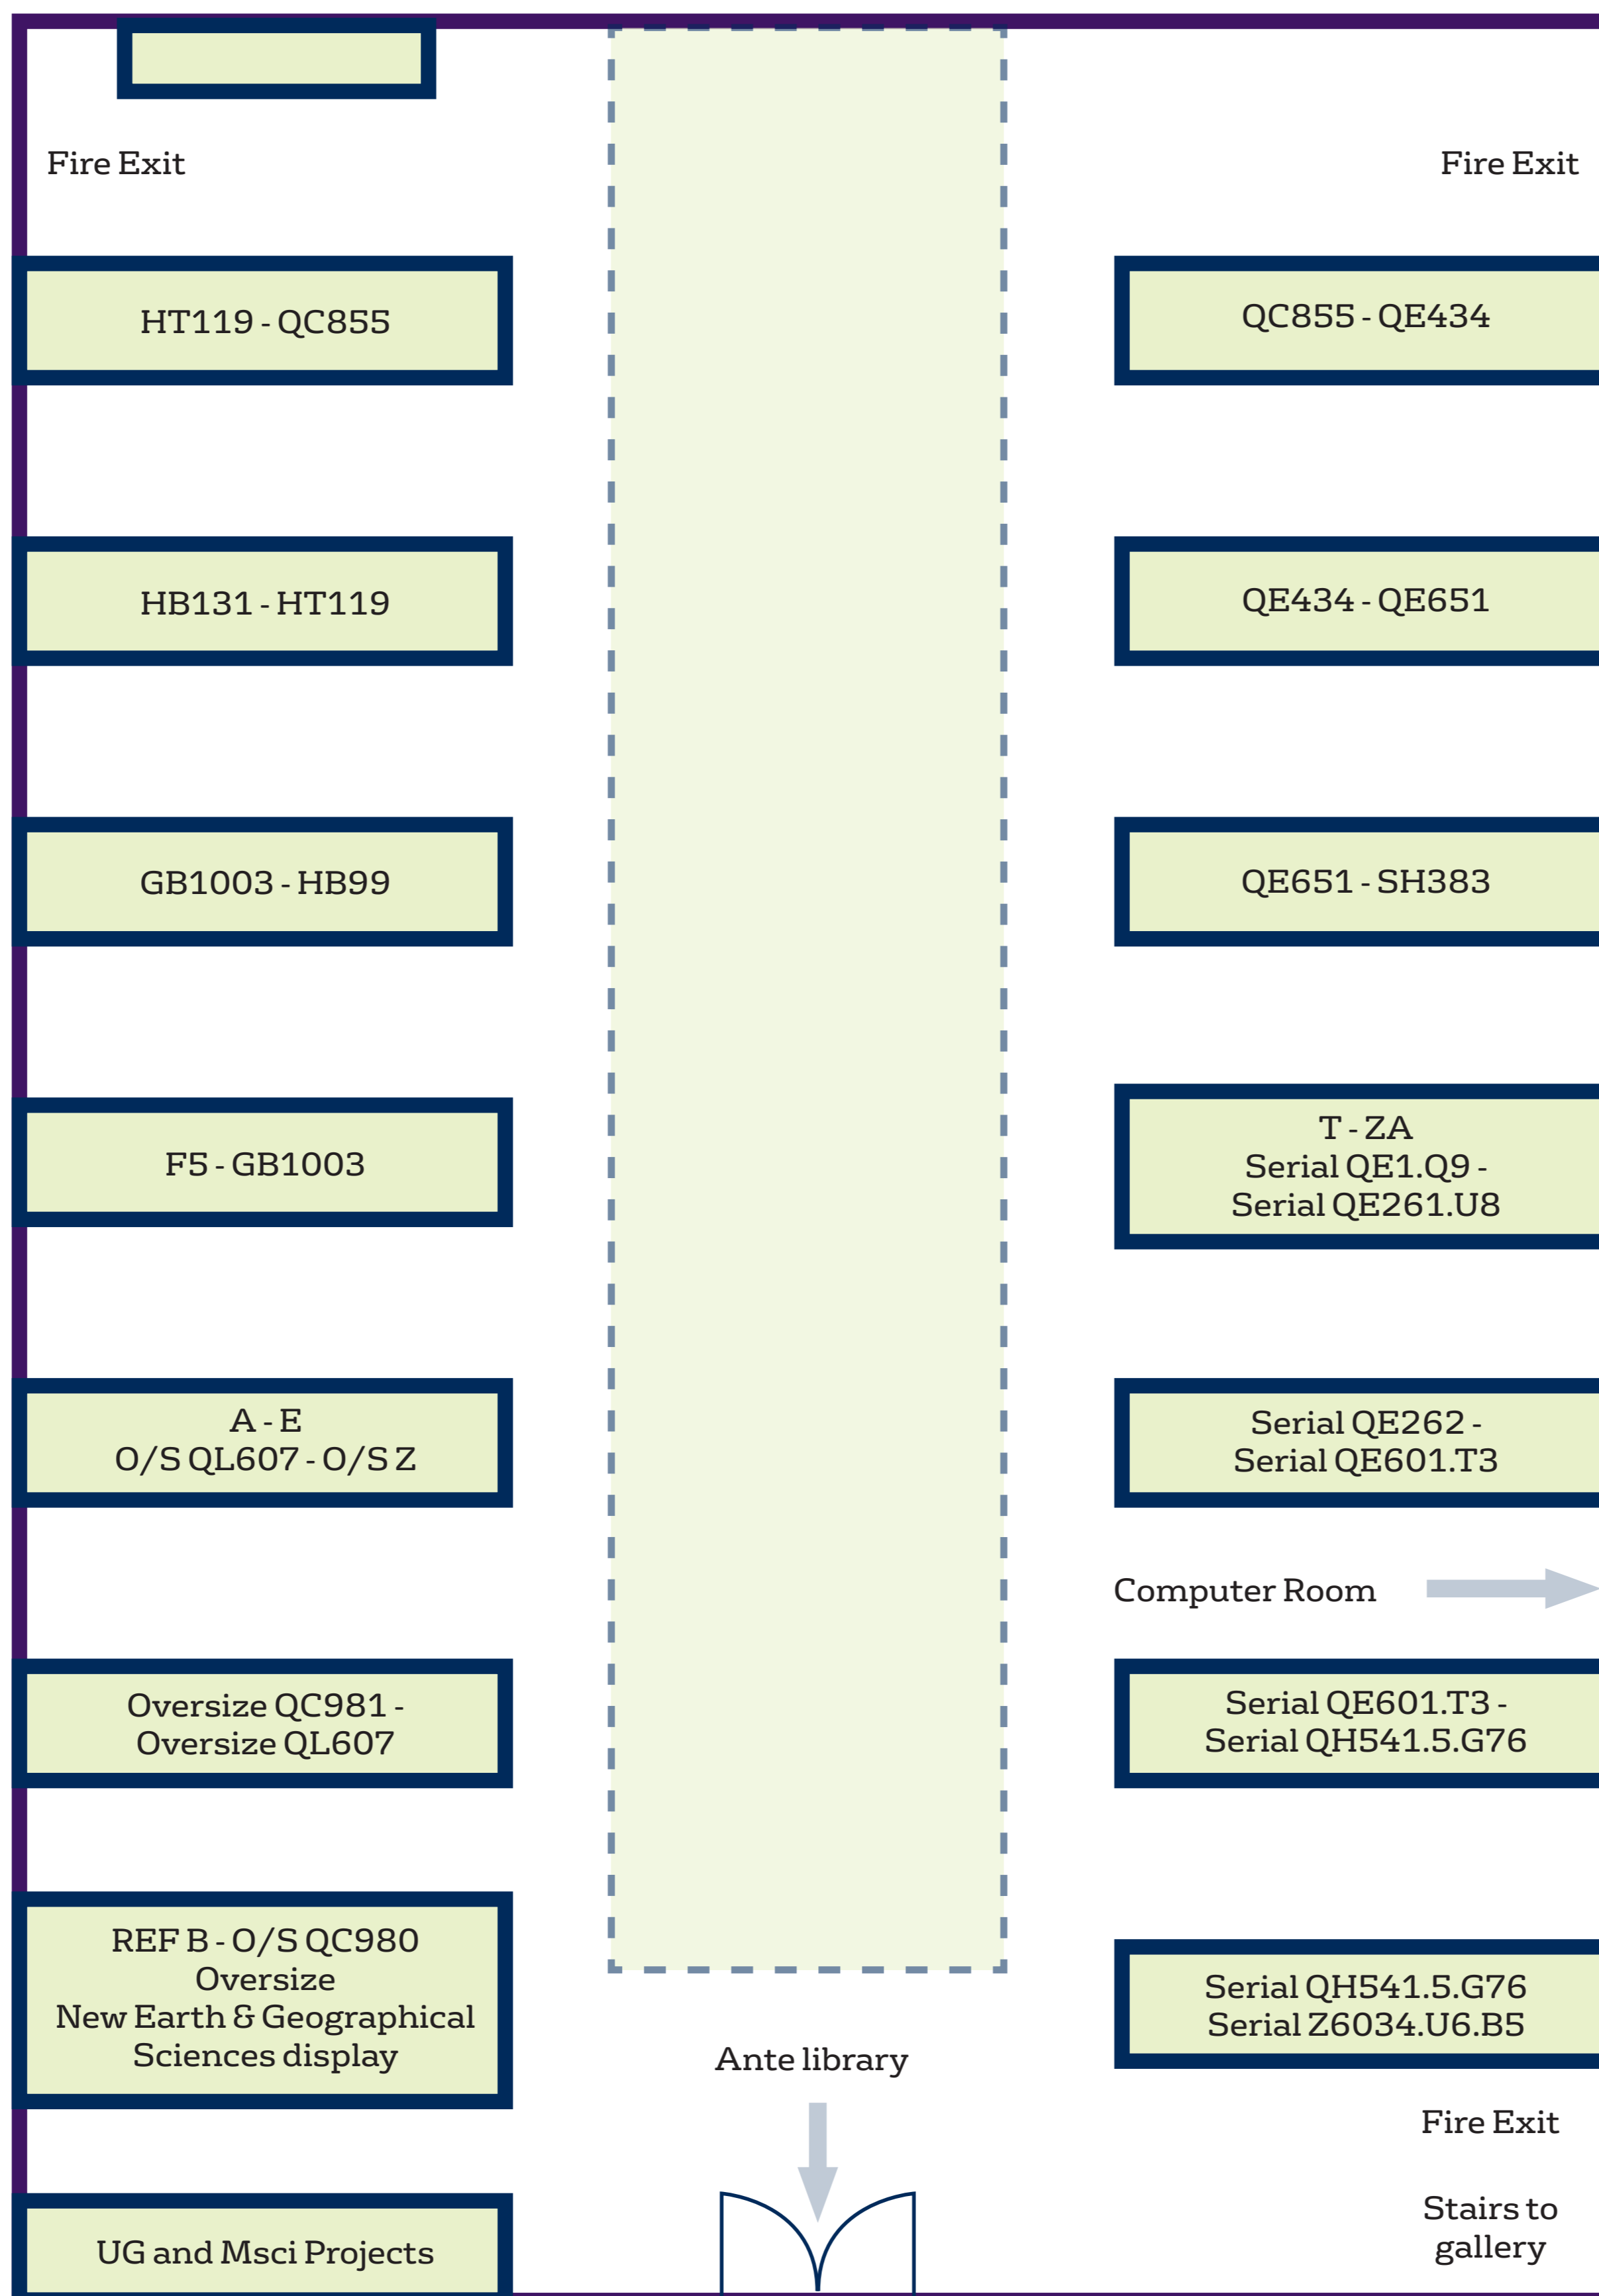 Fire Exit
Fire Exit
HT119 - QC855
QC855 - QE434
HB131 - HT119
QE434 - QE651
GB1003 - HB99
QE651 - SH383
F5 - GB1003
T - ZA
Serial QE1.Q9 -
Serial QE261.U8
A - E
O/S QL607 - O/S Z
Serial QE262 -
Serial QE601.T3
Computer Room
Oversize QC981 -
Oversize QL607
Serial QE601.T3 -
Serial QH541.5.G76
REF B - O/S QC980
Oversize
New Earth & Geographical
Sciences display
Serial QH541.5.G76
Serial Z6034.U6.B5
Ante library
Fire Exit
Stairs to
gallery
UG and Msci Projects